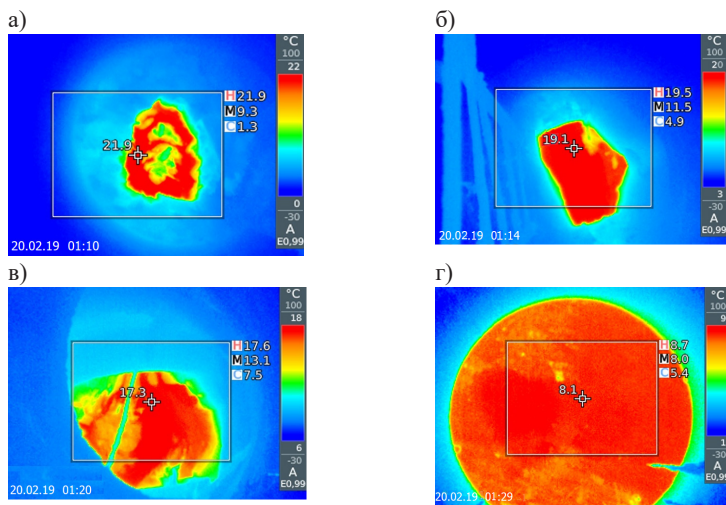 а)
°C
100
22
H21.9
M9.3
C1.3
21.9
0
-30
A
E0,99
20.02.19 01:10
б)
°C
100
20
H19.5
M11.5
C4.9
19.1
3
-30
A
E0,99
20.02.19 01:14
в)
°C
100
18
H17.6
M13.1
C7.5
17.3
6
-30
A
E0,99
20.02.19 01:20
г)
°C
100
9
H8.7
M8.0
C5.4
8.1
1
-30
A
E0,99
20.02.19 01:29